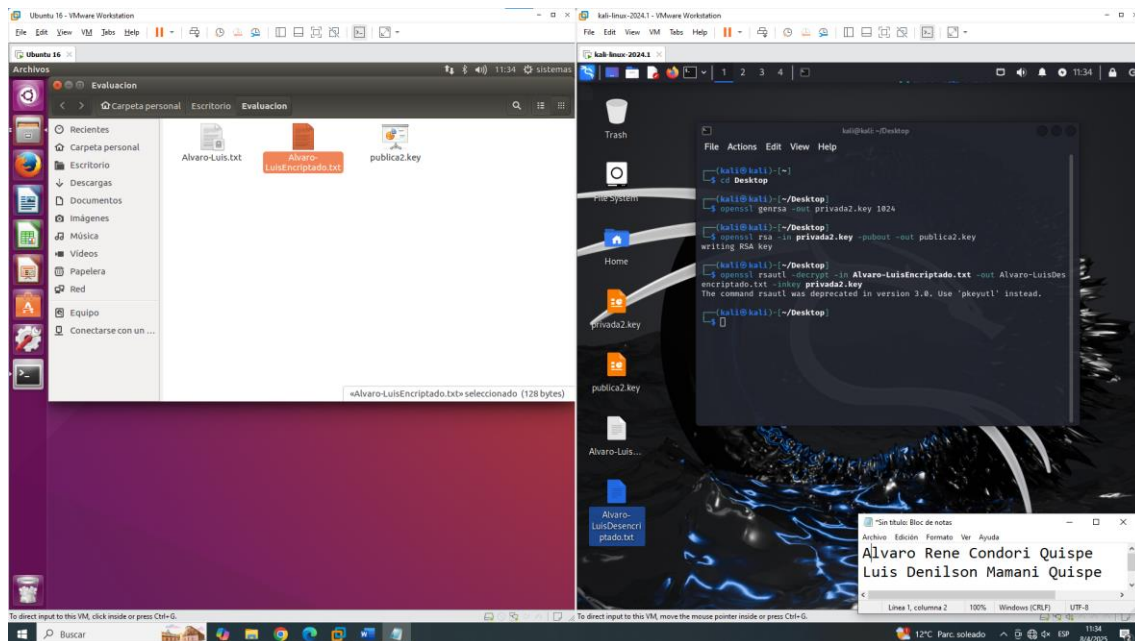 Ubuntu 16 - VMware Workstation
File Edit View VM Tabs Help
Ubuntu 16
Archivos
11:34 sistemas
Evaluacion
Carpeta personal Escritorio Evaluacion
Recientes
Carpeta personal
Escritorio
Descargas
Documentos
Imágenes
Música
Vídeos
Papelera
Red
Equipo
Conectarse con un ...
Alvaro-Luis.txt
Alvaro-
LuisEncriptado.txt
publica2.key
«Alvaro-LuisEncriptado.txt» seleccionado (128 bytes)
To direct input to this VM, click inside or press Ctrl+G.
kali-linux-2024.1 - VMware Workstation
File Edit View VM Tabs Help
kali-linux-2024.1
1 2 3 4
11:34
Trash
File System
Home
privada2.key
publica2.key
Alvaro-Luis...
Alvaro-
LuisDesencri
ptado.txt
kali@kali: ~/Desktop
File Actions Edit View Help
(kali㉿kali)-[~]
$ cd Desktop
(kali㉿kali)-[~/Desktop]
$ openssl genrsa -out privada2.key 1024
(kali㉿kali)-[~/Desktop]
$ openssl rsa -in privada2.key -pubout -out publica2.key
writing RSA key
(kali㉿kali)-[~/Desktop]
$ openssl rsautl -decrypt -in Alvaro-LuisEncriptado.txt -out Alvaro-LuisDes
encriptado.txt -inkey privada2.key
The command rsautl was deprecated in version 3.0. Use 'pkeyutl' instead.
(kali㉿kali)-[~/Desktop]
$
*Sin título: Bloc de notas
Archivo Edición Formato Ver Ayuda
Alvaro Rene Condori Quispe
Luis Denilson Mamani Quispe
Línea 1, columna 2 100% Windows (CRLF) UTF-8
To direct input to this VM, move the mouse pointer inside or press Ctrl+G.
Buscar
12°C Parc. soleado
ESP
11:34
8/4/2025